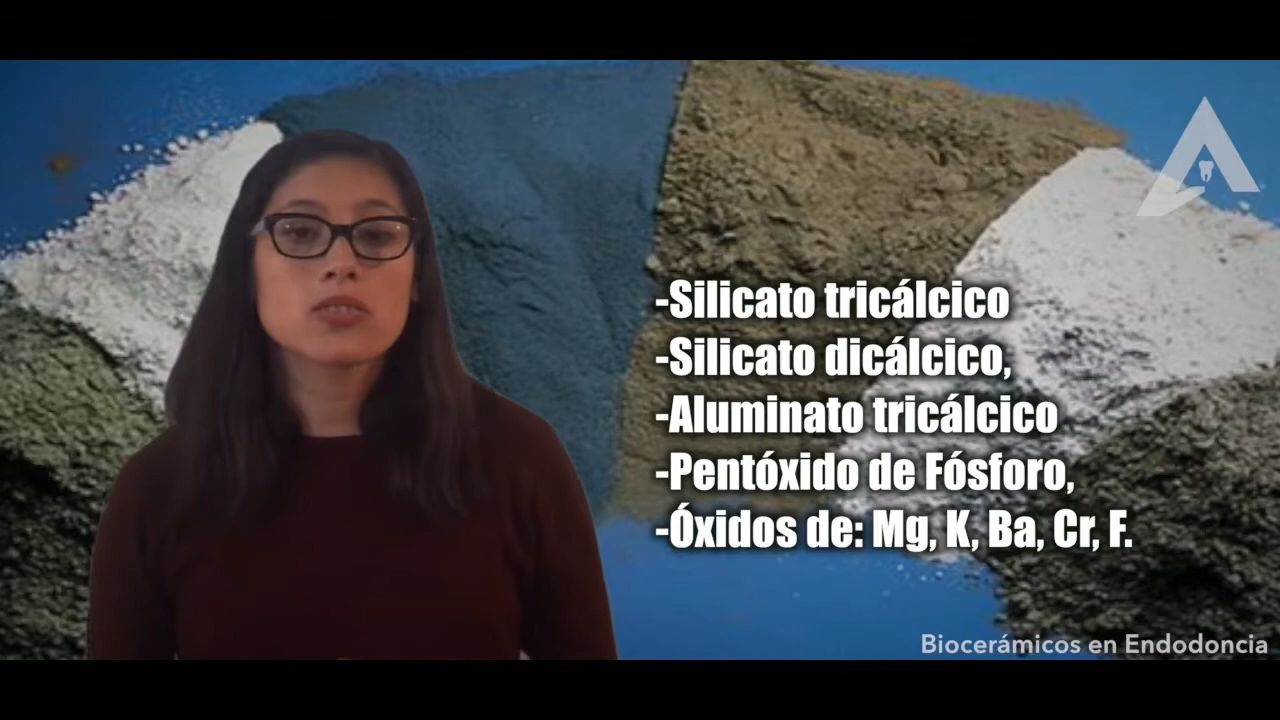 -Silicato tricálcico
-Silicato dicálcico,
-Aluminato tricálcico
-Pentóxido de Fósforo,
-Óxidos de: Mg, K, Ba, Cr, F.
Biocerámicos en Endodoncia